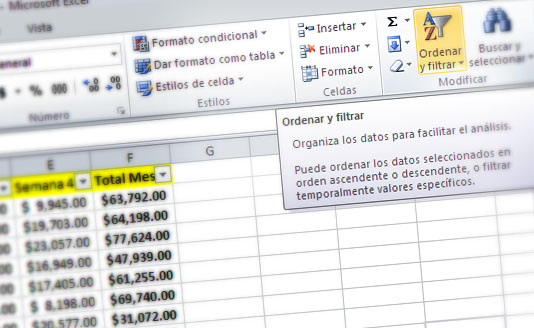 - Microsoft Excel
Vista
General
$ % 000
Número
Formato condicional
Dar formato como tabla
Estilos de celda
Estilos
Insertar
Eliminar
Formato
Celdas
Σ
A
Z
Ordenar
y filtrar
Buscar y
seleccionar
Modificar
Ordenar y filtrar
Organiza los datos para facilitar el análisis.
Puede ordenar los datos seleccionados en
orden ascendente o descendente, o filtrar
temporalmente valores específicos.
E F G
Semana 4 Total Mes
$ 9,945.00 $63,792.00
$19,703.00 $64,198.00
$23,057.00 $77,624.00
$16,949.00 $47,939.00
$17,405.00 $61,255.00
$ 8,198.00 $69,740.00
$20,577.00 $31,072.00